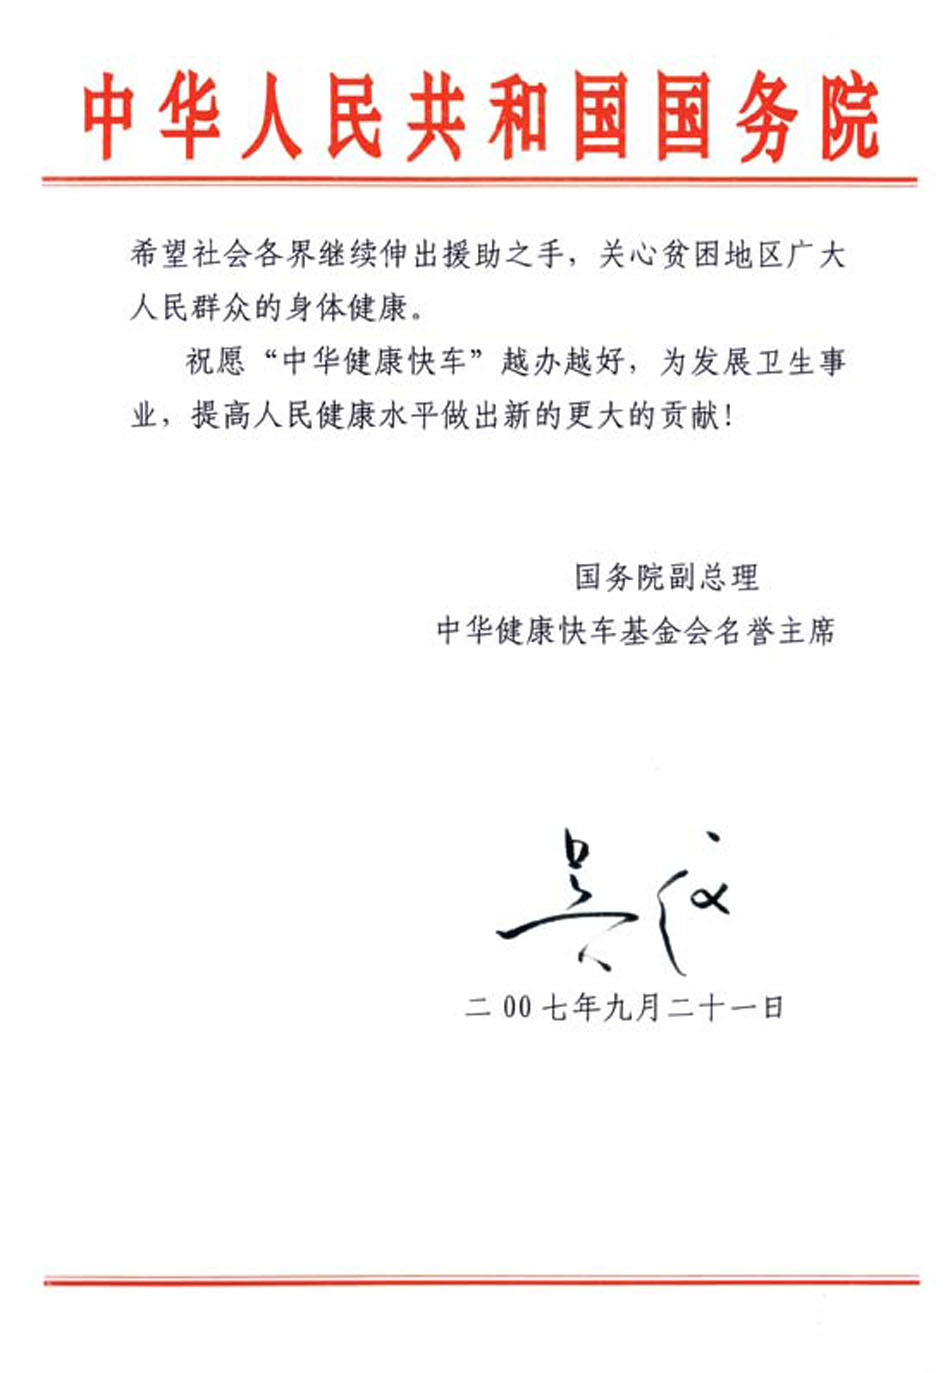 中华人民共和国国务院
希望社会各界继续伸出援助之手，关心贫困地区广大
人民群众的身体健康。
祝愿“中华健康快车”越办越好，为发展卫生事
业，提高人民健康水平做出新的更大的贡献！
国务院副总理
中华健康快车基金会名誉主席
吴仪
二00七年九月二十一日